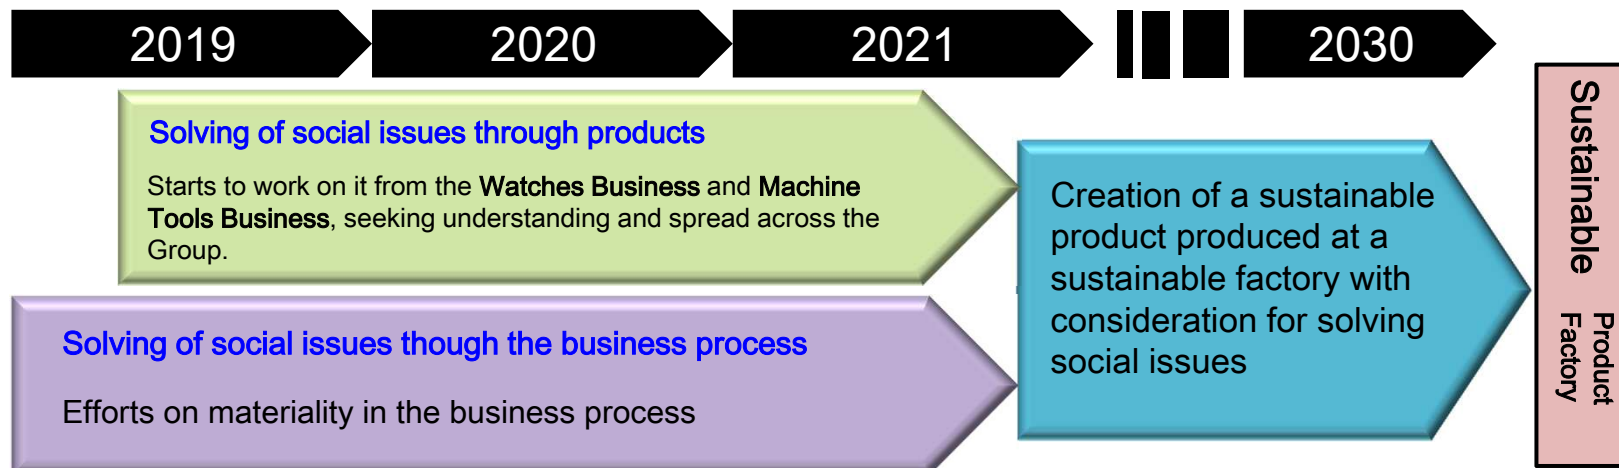 2019
2020
2021
2030
Solving of social issues through products
Starts to work on it from the Watches Business and Machine
Tools Business, seeking understanding and spread across the
Group.
Solving of social issues though the business process
Efforts on materiality in the business process
Creation of a sustainable
product produced at a
sustainable factory with
consideration for solving
social issues
Sustainable
Product
Factory